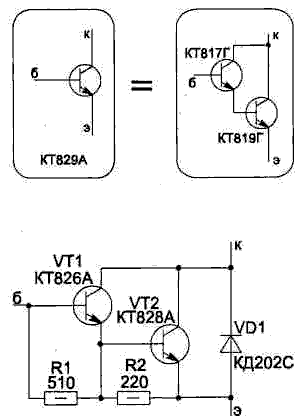 к
б
э
КТ829А
=
к
КТ817Г
б
КТ819Г
э
к
VT1
КТ826А
б
VT2
КТ828А
VD1
КД202С
R1
510
R2
220
э